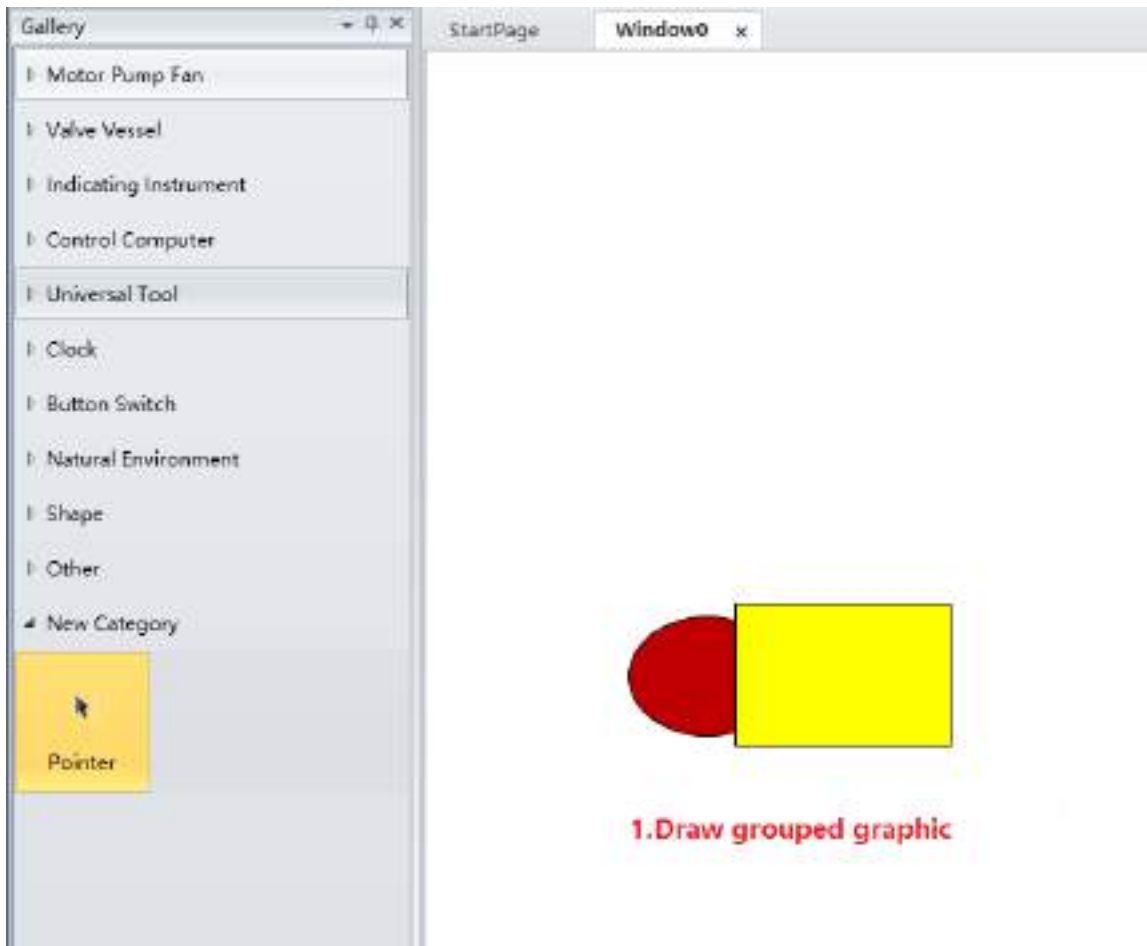 Gallery
StartPage
Window0
Motor Pump Fan
Valve Vessel
Indicating Instrument
Control Computer
Universal Tool
Clock
Button Switch
Natural Environment
Shape
Other
New Category
Pointer
1.Draw grouped graphic